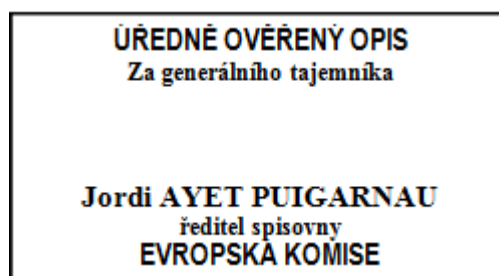 ÚŘEDNĚ OVĚŘENÝ OPIS
Za generálního tajemníka
Jordi AYET PUIGARNAU
ředitel spisovny
EVROPSKÁ KOMISE